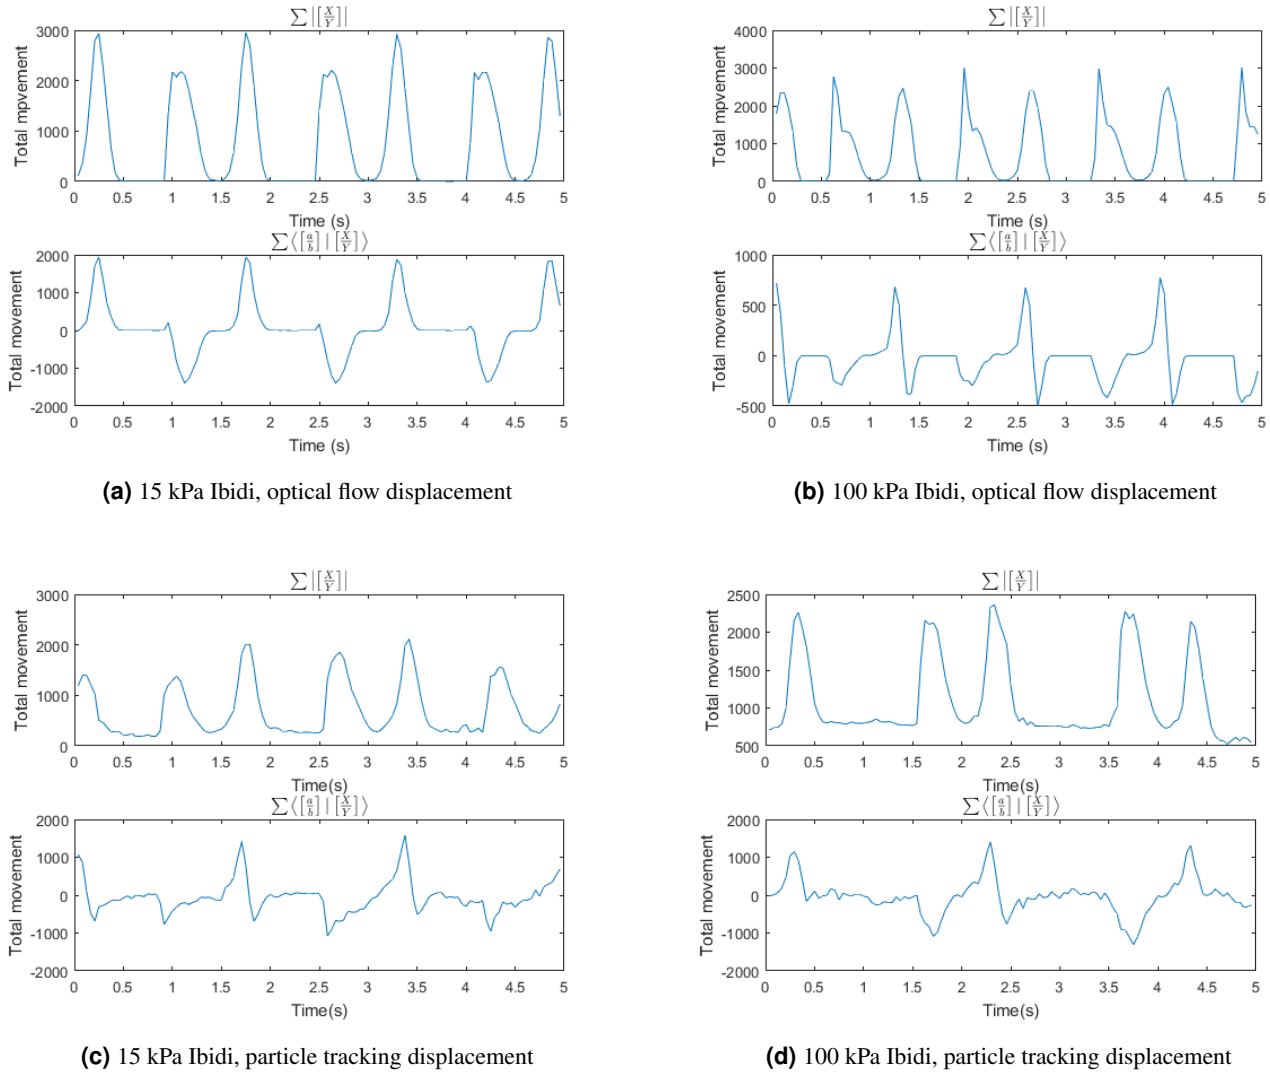 ∑ |[X/Y]|
3000
2000
1000
0
Total mpvement
0 0.5 1 1.5 2 2.5 3 3.5 4 4.5 5
Time (s)
∑⟨[a/b] | [X/Y]⟩
2000
1000
0
-1000
-2000
Total movement
0 0.5 1 1.5 2 2.5 3 3.5 4 4.5 5
Time (s)
(a) 15 kPa Ibidi, optical flow displacement
∑ |[X/Y]|
4000
3000
2000
1000
0
Total mpvement
0 0.5 1 1.5 2 2.5 3 3.5 4 4.5 5
Time (s)
∑⟨[a/b] | [X/Y]⟩
1000
500
0
-500
Total movement
0 0.5 1 1.5 2 2.5 3 3.5 4 4.5 5
Time (s)
(b) 100 kPa Ibidi, optical flow displacement
∑ |[X/Y]|
3000
2000
1000
0
Total movement
0 0.5 1 1.5 2 2.5 3 3.5 4 4.5 5
Time(s)
∑⟨[a/b] | [X/Y]⟩
2000
1000
0
-1000
-2000
Total movement
0 0.5 1 1.5 2 2.5 3 3.5 4 4.5 5
Time(s)
(c) 15 kPa Ibidi, particle tracking displacement
∑ |[X/Y]|
2500
2000
1500
1000
500
Total movement
0 0.5 1 1.5 2 2.5 3 3.5 4 4.5 5
Time(s)
∑⟨[a/b] | [X/Y]⟩
2000
1000
0
-1000
-2000
Total movement
0 0.5 1 1.5 2 2.5 3 3.5 4 4.5 5
Time(s)
(d) 100 kPa Ibidi, particle tracking displacement